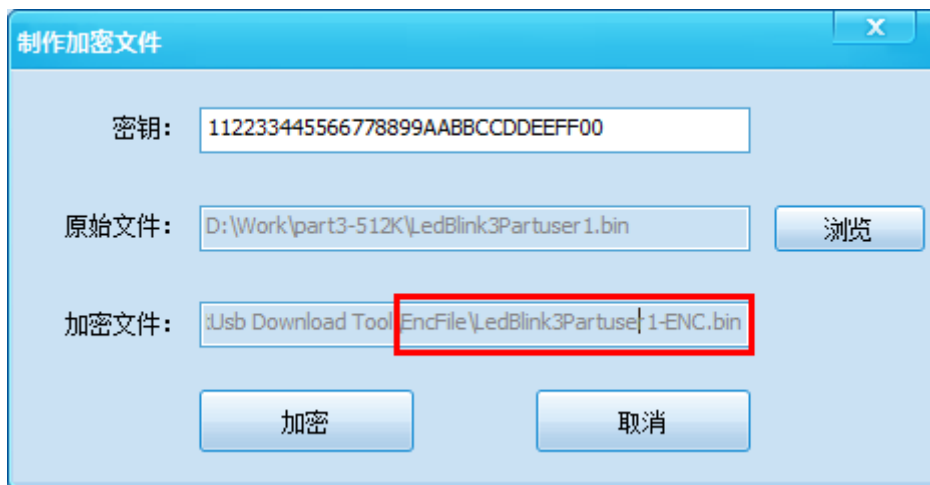 制作加密文件
X
密钥： 112233445566778899AABBCCDDEEFF00
原始文件： D:\Work\part3-512K\LedBlink3Partuser1.bin 浏览
加密文件： :Usb Download Tool\EncFile\LedBlink3Partuser1-ENC.bin
加密 取消